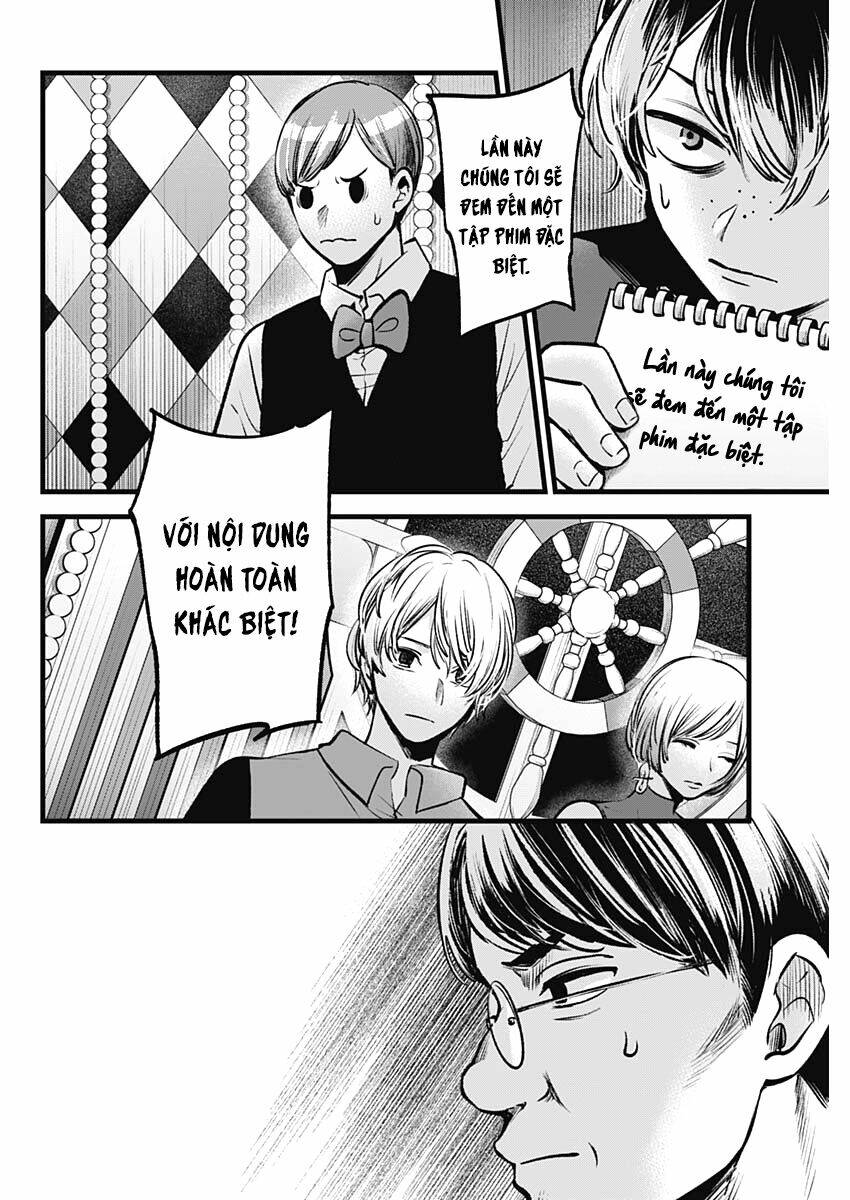 Lần này chúng tôi
sẽ đem đến một tập
phim đặc biệt.
LẦN NÀY
CHÚNG TÔI SẼ
ĐEM ĐẾN MỘT
TẬP PHIM ĐẶC
BIỆT.
VỚI NỘI DUNG
HOÀN TOÀN
KHÁC BIỆT!